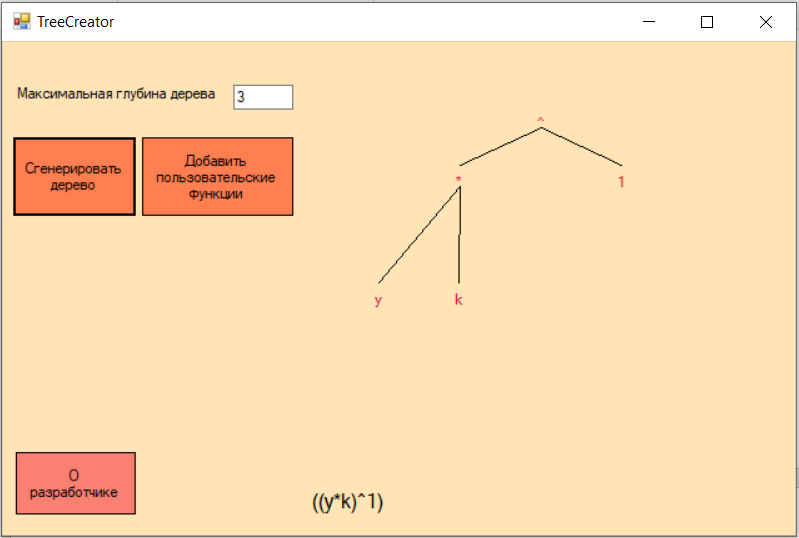 TreeCreator
Максимальная глубина дерева 3
Сгенерировать
дерево
Добавить
пользовательские
функции
^
* 1
y k
О
разработчике
((y*k)^1)